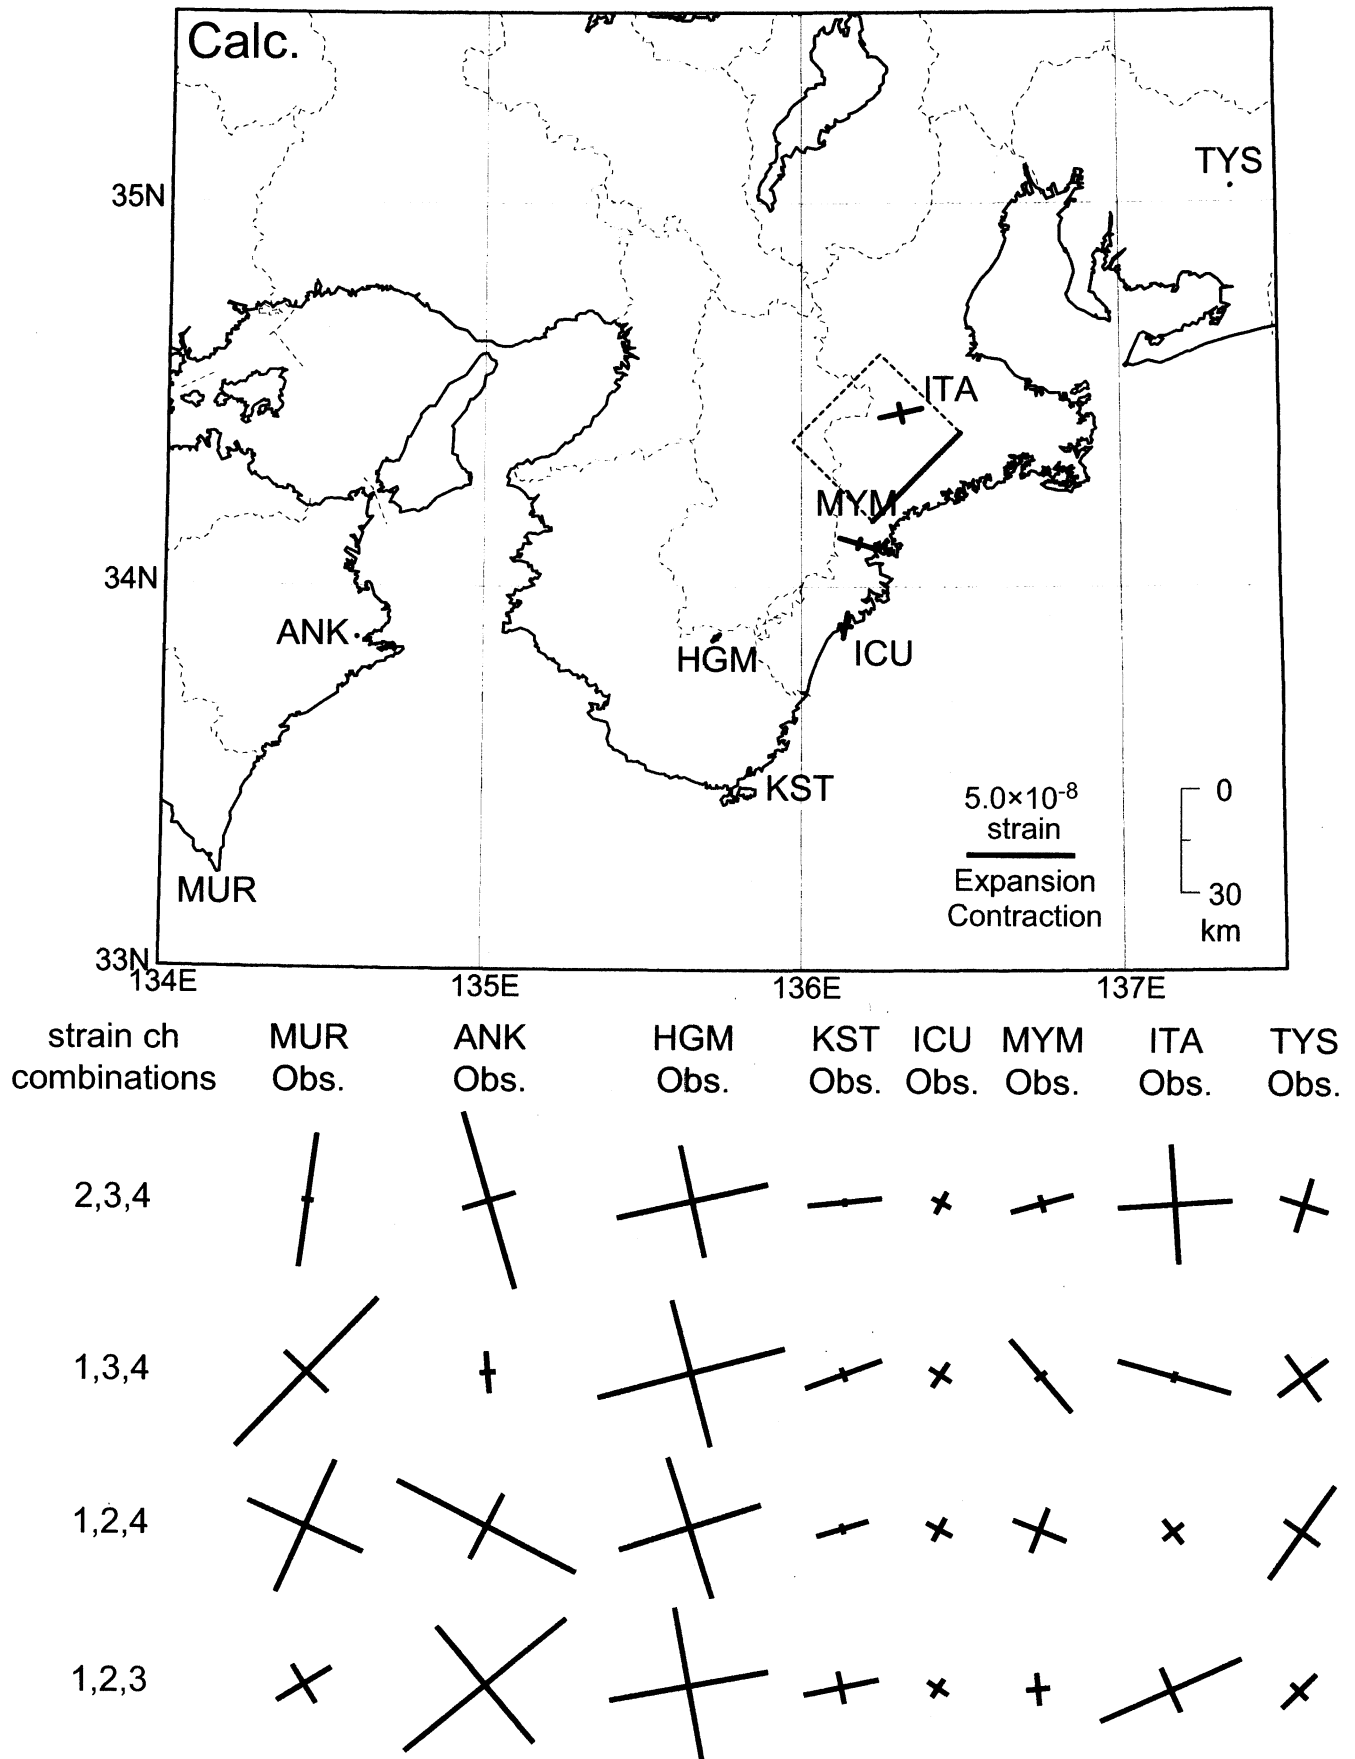 Calc.
TYS
35N
ITA
MYM
34N
ANK
HGM
ICU
KST
5.0×10-8
strain
Expansion
Contraction
0
30
km
MUR
33N
134E
135E
136E
137E
strain ch
combinations
MUR
Obs.
ANK
Obs.
HGM
Obs.
KST
Obs.
ICU
Obs.
MYM
Obs.
ITA
Obs.
TYS
Obs.
2,3,4
1,3,4
1,2,4
1,2,3